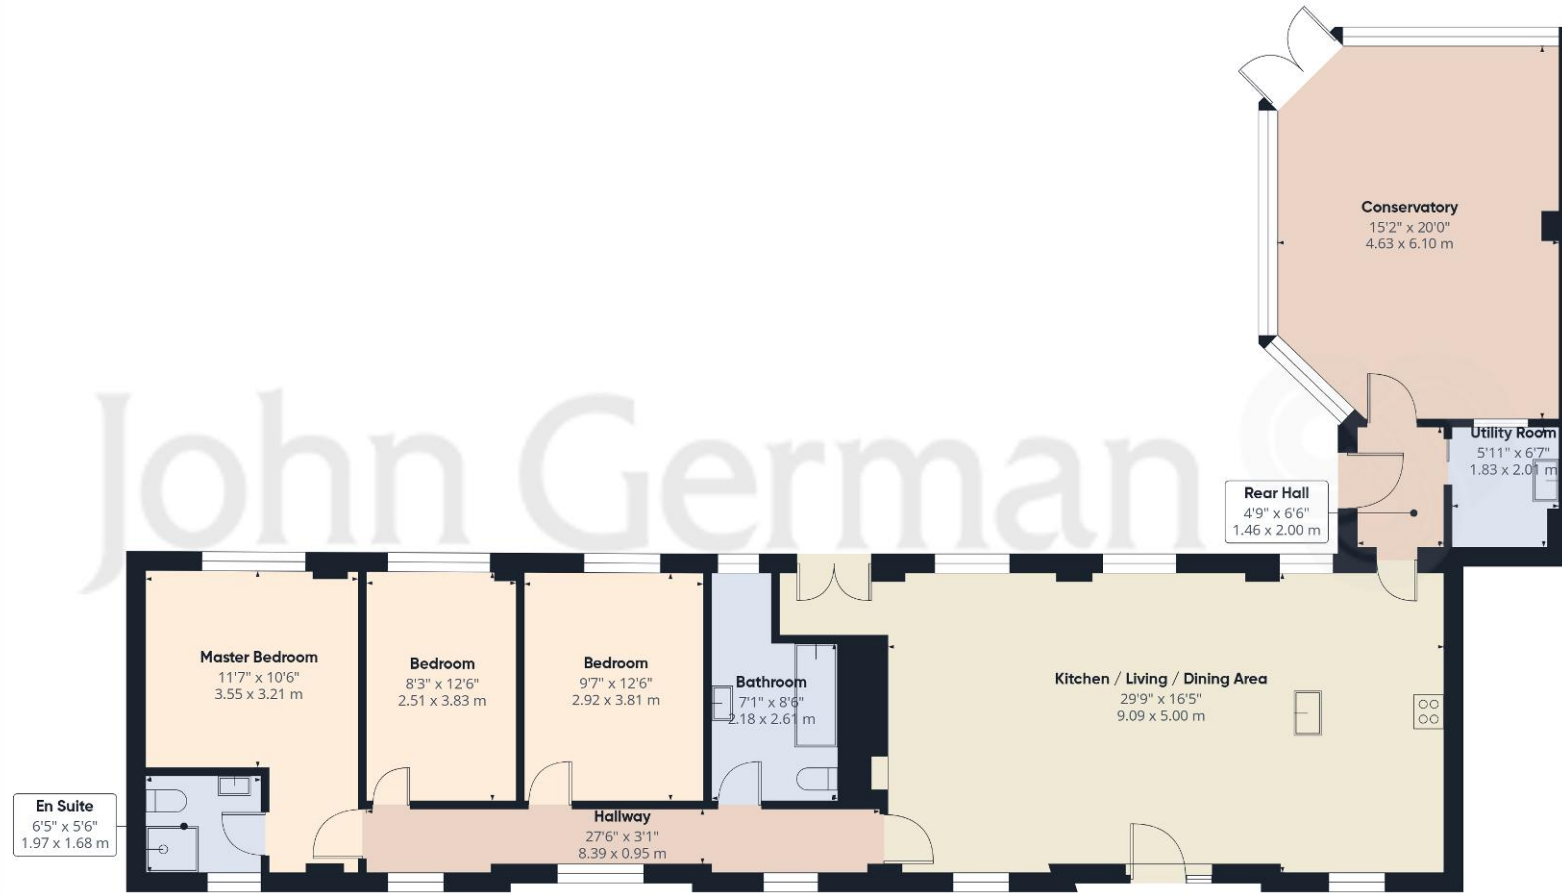 Conservatory
15'2" x 20'0"
4.63 x 6.10 m
John German
Utility Room
5'11" x 6'7"
1.83 x 2.01 m
Rear Hall
4'9" x 6'6"
1.46 x 2.00 m
Master Bedroom
11'7" x 10'6"
3.55 x 3.21 m
Bedroom
8'3" x 12'6"
2.51 x 3.83 m
Bedroom
9'7" x 12'6"
2.92 x 3.81 m
Bathroom
7'1" x 8'6"
2.18 x 2.61 m
Kitchen / Living / Dining Area
29'9" x 16'5"
9.09 x 5.00 m
En Suite
6'5" x 5'6"
1.97 x 1.68 m
Hallway
27'6" x 3'1"
8.39 x 0.95 m